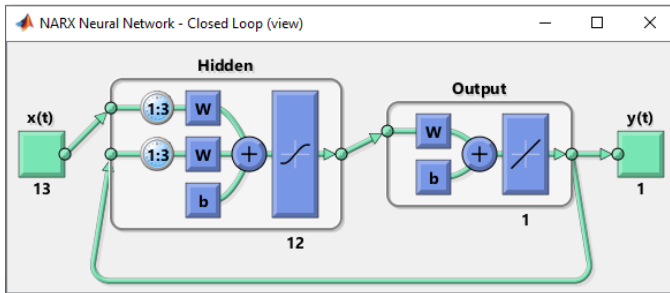 NARX Neural Network - Closed Loop (view)
Hidden
Output
x(t)
y(t)
1:3 W
W
1:3 W
b
b
13
1
1
12